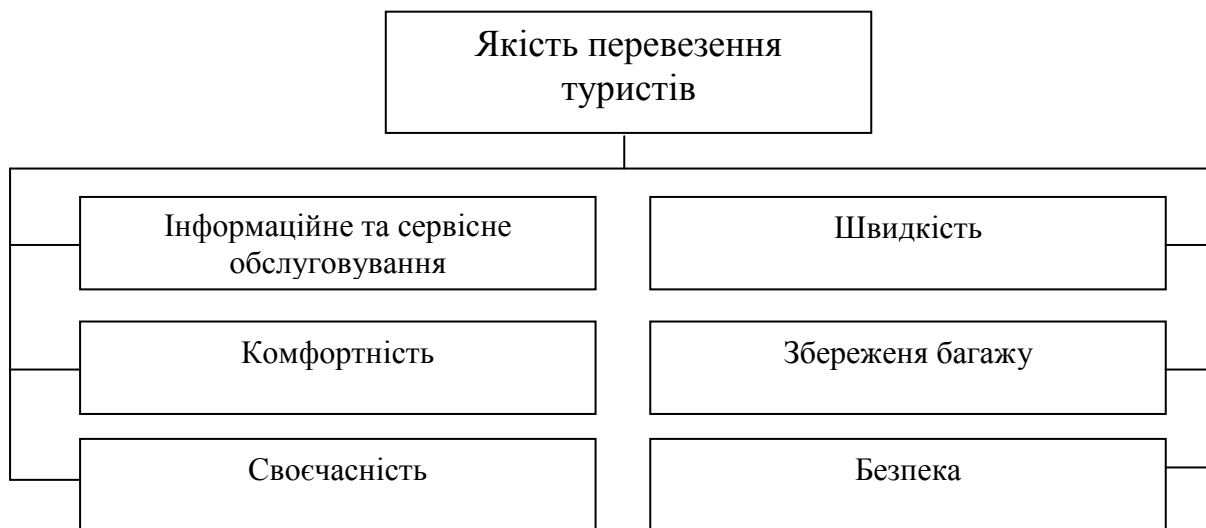 Якість перевезення
туристів
Інформаційне та сервісне
обслуговування
Швидкість
Комфортність
Збереженя багажу
Своєчасність
Безпека